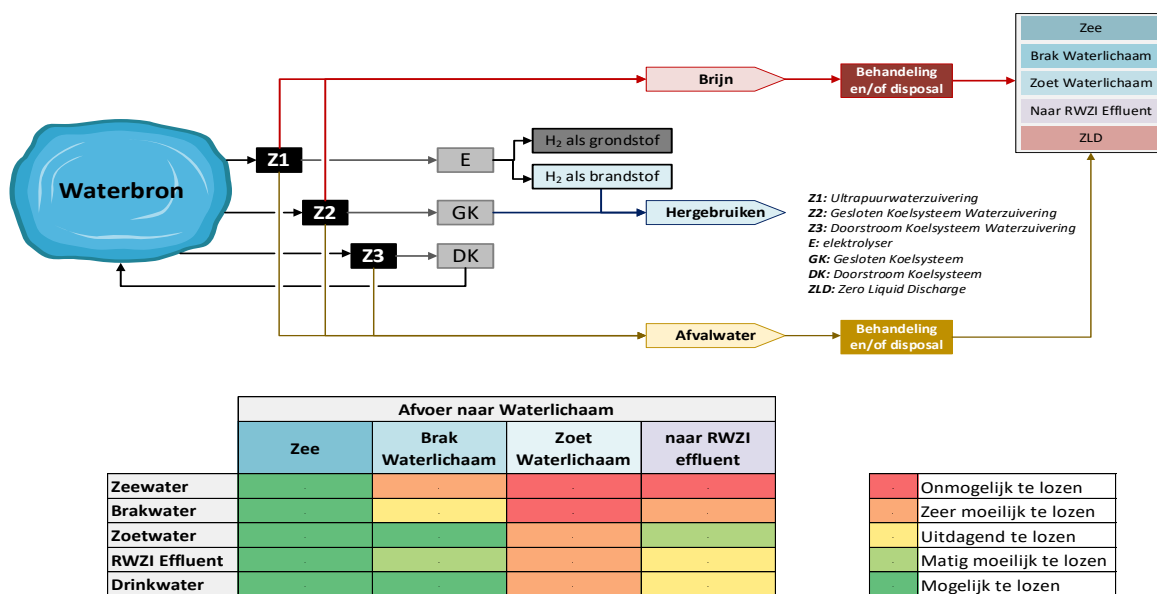 Zee
Brijn
Behandeling
en/of disposal
Brak Waterlichaam
Zoet Waterlichaam
Naar RWZI Effluent
ZLD
Waterbron
Z1
E
H₂ als grondstof
H₂ als brandstof
Z2
GK
Hergebruiken
Z3
DK
Z1: Ultrapuurwaterzuivering
Z2: Gesloten Koelsysteem Waterzuivering
Z3: Doorstroom Koelsysteem Waterzuivering
E: elektrolyser
GK: Gesloten Koelsysteem
DK: Doorstroom Koelsysteem
ZLD: Zero Liquid Discharge
Afvalwater
Behandeling
en/of disposal
Afvoer naar Waterlichaam
Zee
Brak
Waterlichaam
Zoet
Waterlichaam
naar RWZI
effluent
Zeewater
Brakwater
Zoetwater
RWZI Effluent
Drinkwater
Onmogelijk te lozen
Zeer moeilijk te lozen
Uitdagend te lozen
Matig moeilijk te lozen
Mogelijk te lozen